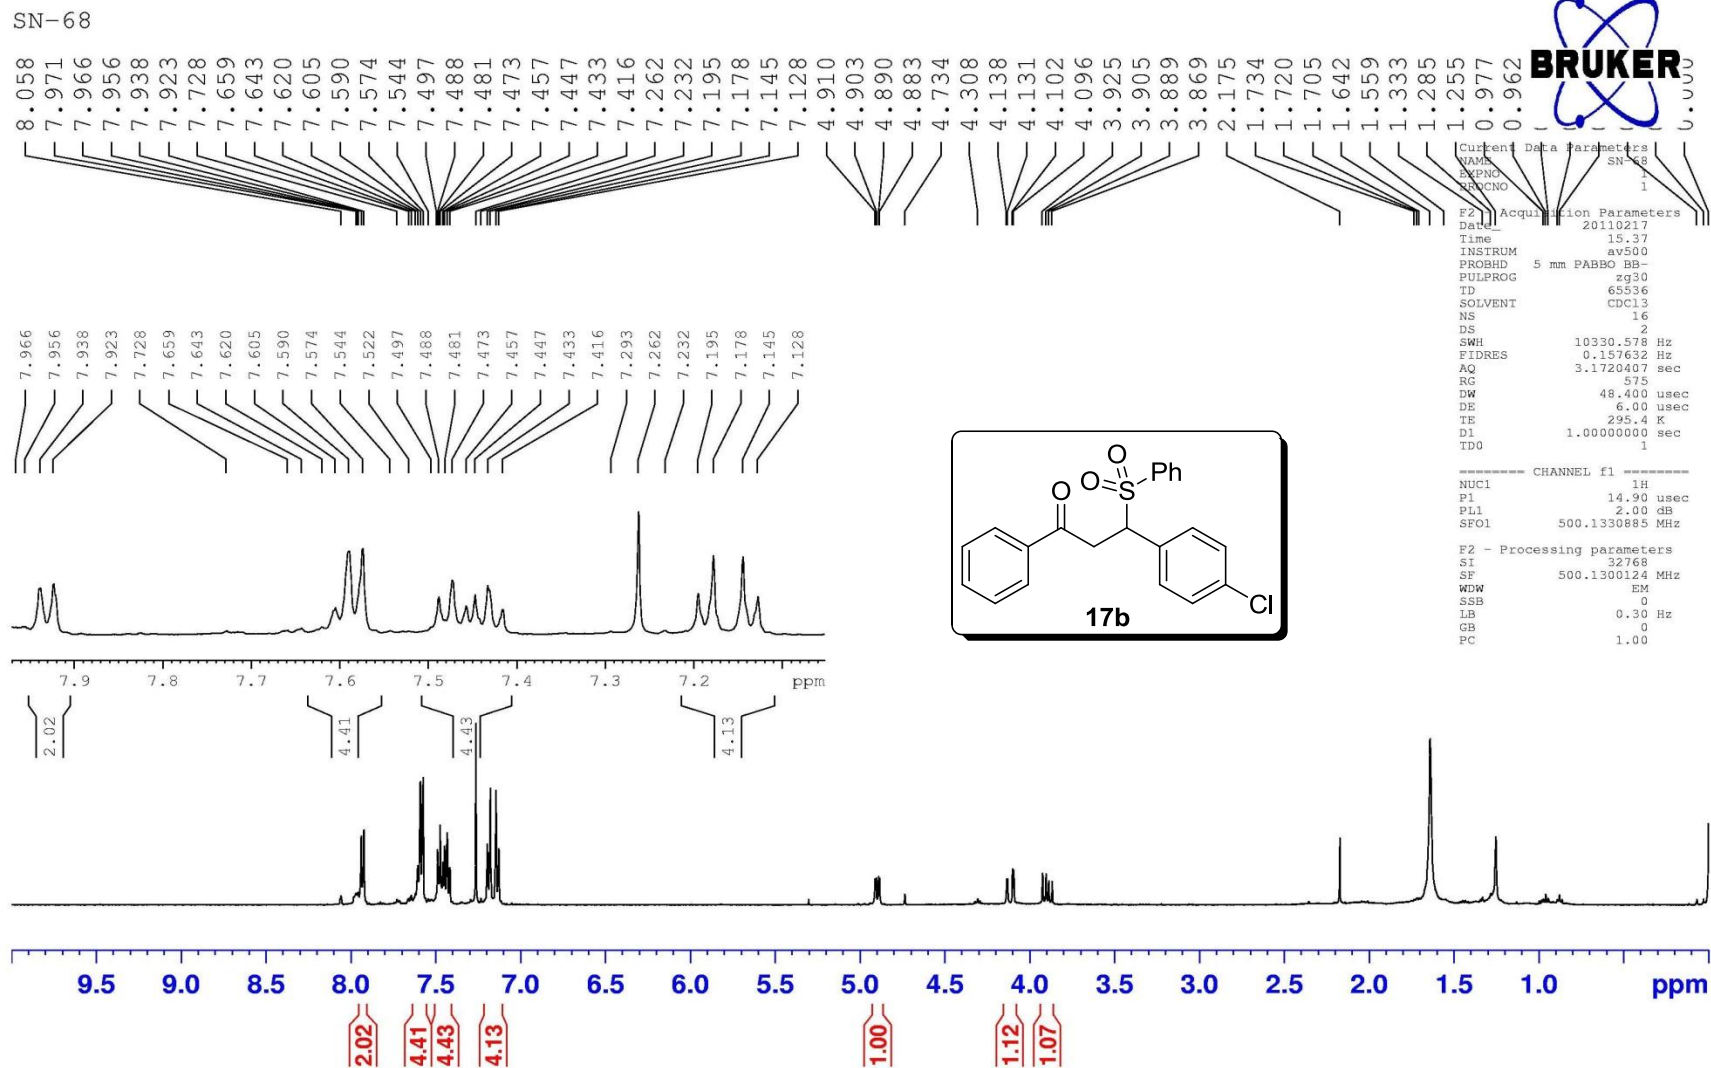 SN-68
8.058 7.971 7.966 7.956 7.938 7.923 7.728 7.659 7.643 7.620 7.605 7.590 7.574 7.544 7.497 7.488 7.481 7.473 7.457 7.447 7.433 7.416 7.262 7.232 7.195 7.178 7.145 7.128 4.910 4.903 4.890 4.883 4.734 4.308 4.138 4.131 4.102 4.096 3.925 3.905 3.889 3.869 2.175 1.734 1.720 1.705 1.642 1.559 1.333 1.285 1.255 0.977 0.962
BRUKER
Current Data Parameters
NAME SN-68
EXPNO 1
PROCNO 1
F2 - Acquisition Parameters
Date_ 20110217
Time 15.37
INSTRUM av500
PROBHD 5 mm PABBO BB-
PULPROG zg30
TD 65536
SOLVENT CDCl3
NS 16
DS 2
SWH 10330.578 Hz
FIDRES 0.157632 Hz
AQ 3.1720407 sec
RG 575
DW 48.400 usec
DE 6.00 usec
TE 295.4 K
D1 1.00000000 sec
TD0 1
======== CHANNEL f1 ========
NUC1 1H
P1 14.90 usec
PL1 2.00 dB
SFO1 500.1330885 MHz
F2 - Processing parameters
SI 32768
SF 500.1300124 MHz
WDW EM
SSB 0
LB 0.30 Hz
GB 0
PC 1.00
7.966 7.956 7.938 7.923 7.728 7.659 7.643 7.620 7.605 7.590 7.574 7.544 7.522 7.497 7.488 7.481 7.473 7.457 7.447 7.433 7.416 7.293 7.262 7.232 7.195 7.178 7.145 7.128
O
O S Ph
O
Cl
17b
7.9 7.8 7.7 7.6 7.5 7.4 7.3 7.2 ppm
2.02 4.41 4.43 4.13
9.5 9.0 8.5 8.0 7.5 7.0 6.5 6.0 5.5 5.0 4.5 4.0 3.5 3.0 2.5 2.0 1.5 1.0 ppm
2.02 4.41 4.43 4.13 1.00 1.12 1.07